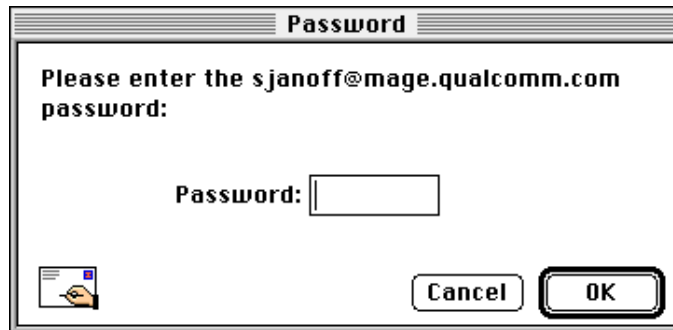 Password
Please enter the sjanoff@mage.qualcomm.com
password:
Password:
Cancel OK